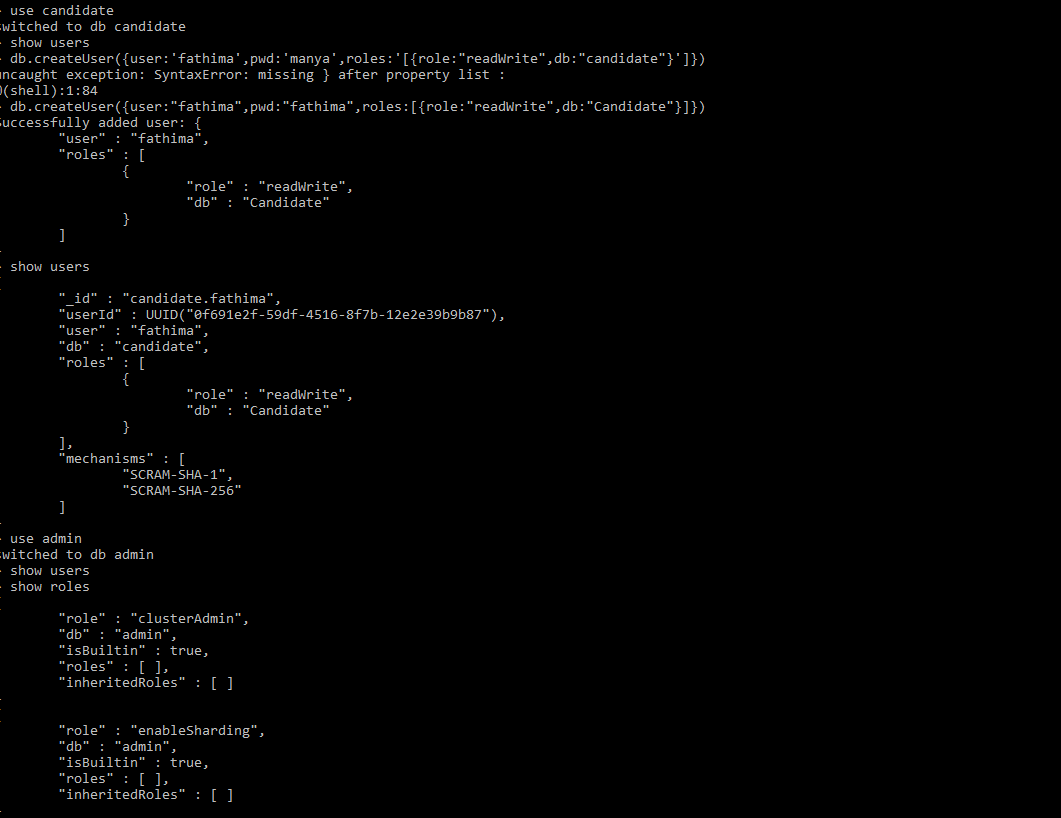 use candidate
switched to db candidate
show users
db.createUser({user:'fathima',pwd:'manya',roles:'[{role:"readWrite",db:"candidate"}']})
uncaught exception: SyntaxError: missing } after property list :
@(shell):1:84
db.createUser({user:"fathima",pwd:"fathima",roles:[{role:"readWrite",db:"Candidate"}]})
Successfully added user: {
"user" : "fathima",
"roles" : [
{
"role" : "readWrite",
"db" : "Candidate"
}
]
show users
"_id" : "candidate.fathima",
"userId" : UUID("0f691e2f-59df-4516-8f7b-12e2e39b9b87"),
"user" : "fathima",
"db" : "candidate",
"roles" : [
{
"role" : "readWrite",
"db" : "Candidate"
}
],
"mechanisms" : [
"SCRAM-SHA-1",
"SCRAM-SHA-256"
]
use admin
switched to db admin
show users
show roles
"role" : "clusterAdmin",
"db" : "admin",
"isBuiltin" : true,
"roles" : [ ],
"inheritedRoles" : [ ]
"role" : "enableSharding",
"db" : "admin",
"isBuiltin" : true,
"roles" : [ ],
"inheritedRoles" : [ ]